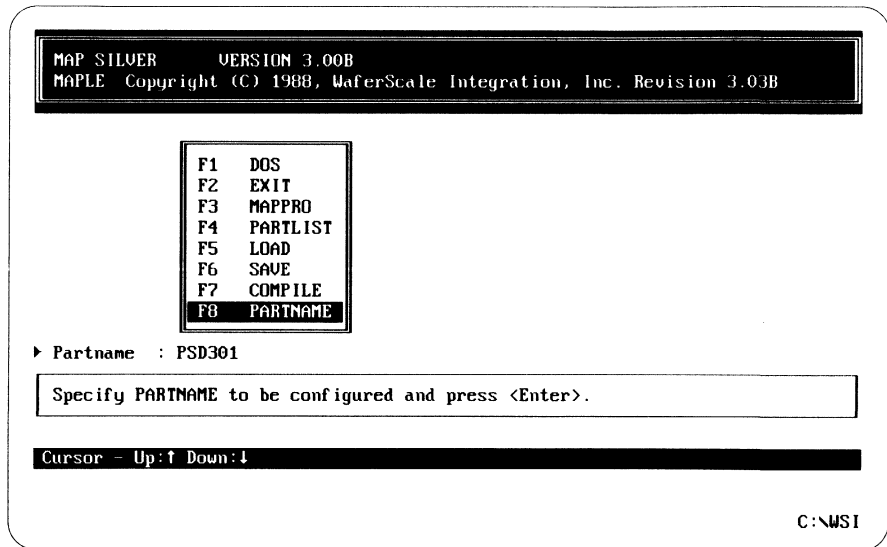 MAP SILVER VERSION 3.00B
MAPLE Copyright (C) 1988, WaferScale Integration, Inc. Revision 3.03B
F1 DOS
F2 EXIT
F3 MAPPRO
F4 PARTLIST
F5 LOAD
F6 SAVE
F7 COMPILE
F8 PARTNAME
Partname : PSD301
Specify PARTNAME to be configured and press <Enter>.
Cursor - Up:↑ Down:↓
C:\WSI